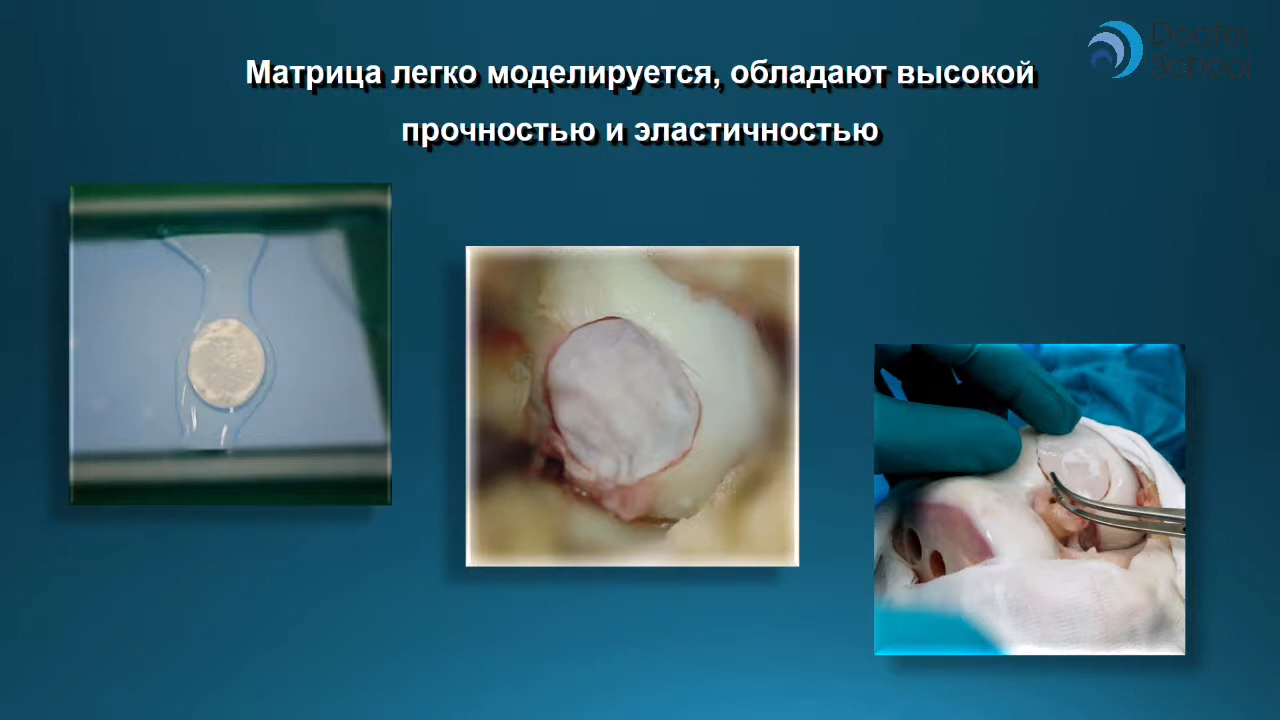 Doctor
School
Матрица легко моделируется, обладают высокой
прочностью и эластичностью